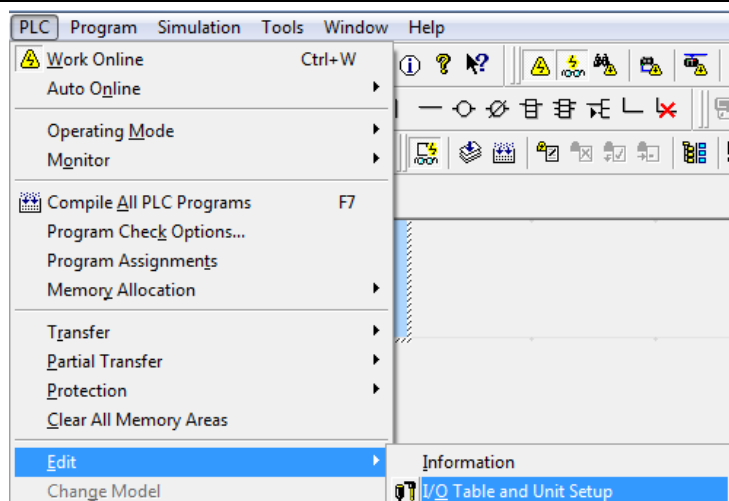 PLC Program Simulation Tools Window Help
Work Online Ctrl+W
Auto Online
Operating Mode
Monitor
Compile All PLC Programs F7
Program Check Options...
Program Assignments
Memory Allocation
Transfer
Partial Transfer
Protection
Clear All Memory Areas
Edit
Information
Change Model
I/O Table and Unit Setup